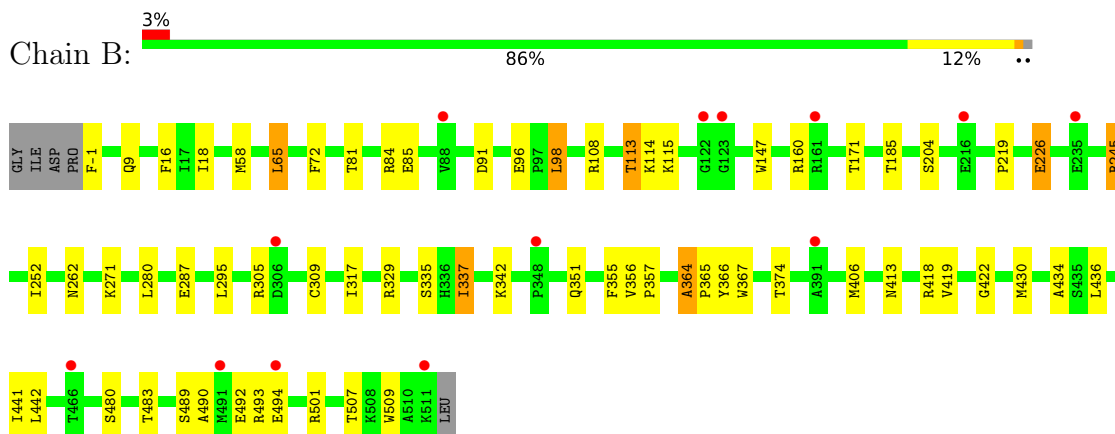 3%
Chain B:
86% 12% ••
GLY ILE ASP PRO F-1 Q9 F16 I17 I18 M58 L65 F72 T81 R84 E85 V88 D91 E96 P97 L98 R108 T113 K114 K115 G122 G123 W147 R160 R161 T171 T185 S204 E216 P219 E226 E235 R245
I252 N262 K271 L280 E287 L295 R305 D306 C309 I317 R329 S335 H336 I337 K342 P348 Q351 F355 V356 P357 A364 P365 Y366 W367 T374 A391 M406 N413 R418 V419 G422 M430 A434 S435 L436
I441 L442 T466 S480 T483 S489 A490 M491 E492 R493 E494 R501 T507 K508 W509 A510 K511 LEU